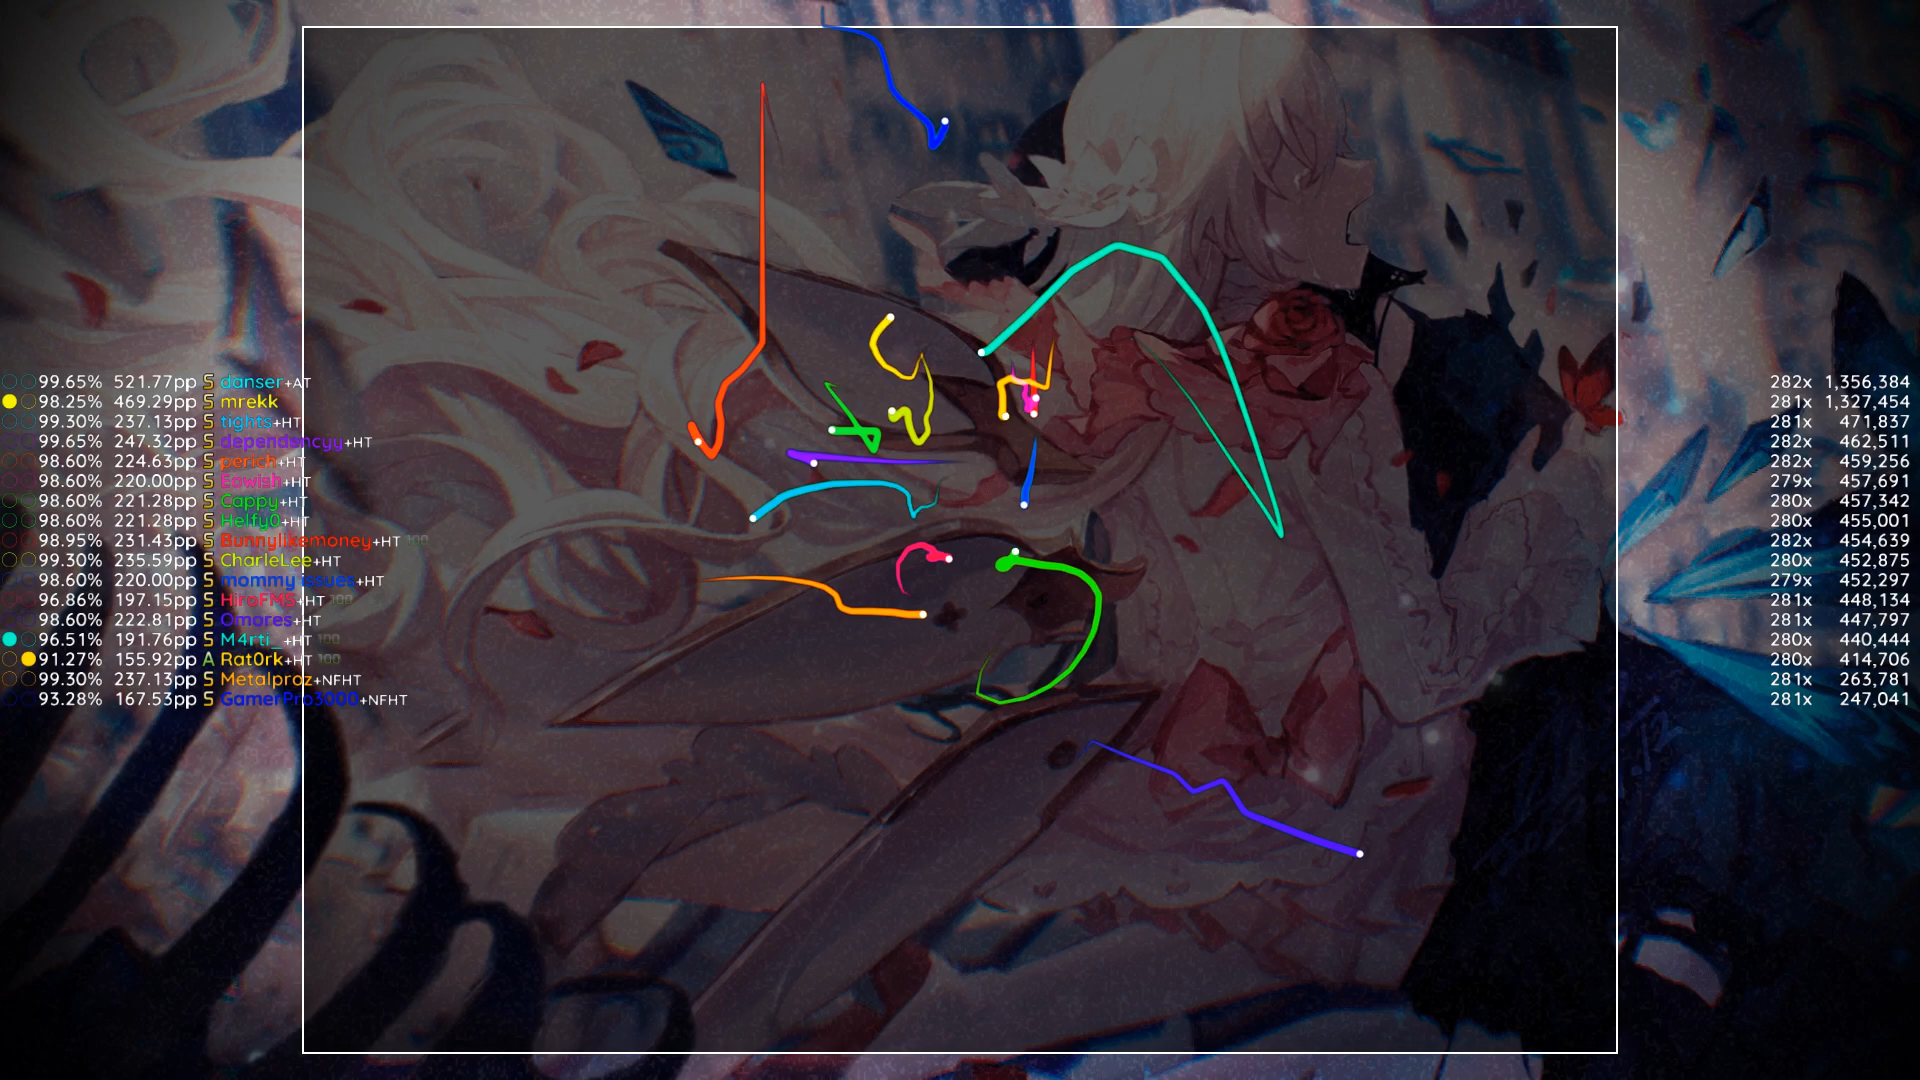 99.65% 521.77pp S danser+AT 282x 1,356,384
98.25% 469.29pp S mrekk 281x 1,327,454
99.30% 237.13pp S tights+HT 281x 471,837
99.65% 247.32pp S dependencyy+HT 282x 462,511
98.60% 224.63pp S perich+HT 282x 459,256
98.60% 220.00pp S Eowish+HT 279x 457,691
98.60% 221.28pp S Cappy+HT 280x 457,342
98.60% 221.28pp S Helfy0+HT 280x 455,001
98.95% 231.43pp S Bunnylikemoney+HT 100 282x 454,639
99.30% 235.59pp S CharleLee+HT 280x 452,875
98.60% 220.00pp S mommy issues+HT 279x 452,297
96.86% 197.15pp S HiroFMS+HT 100 281x 448,134
98.60% 222.81pp S Omores+HT 281x 447,797
96.51% 191.76pp S M4rti_+HT 100 280x 440,444
91.27% 155.92pp A Rat0rk+HT 100 280x 414,706
99.30% 237.13pp S Metalproz+NFHT 281x 263,781
93.28% 167.53pp S GamerPro3000+NFHT 281x 247,041